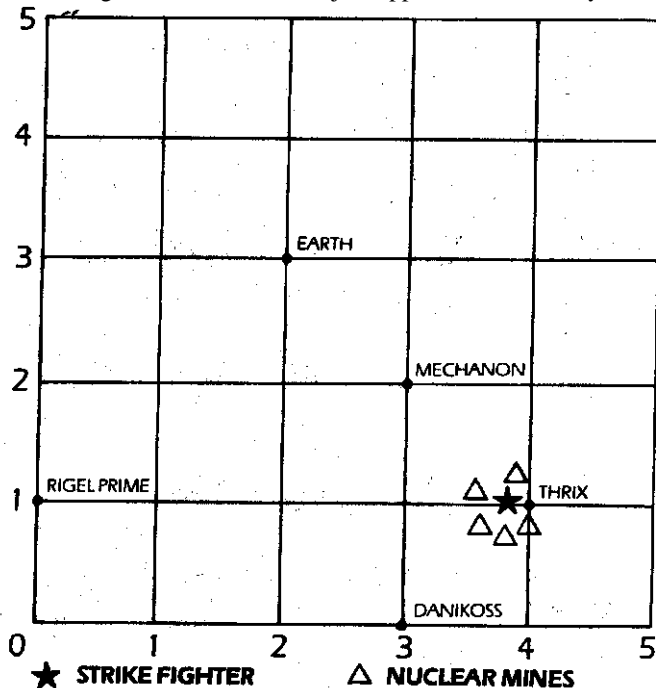 5
4
EARTH
3
MECHANON
2
RIGEL PRIME
1
THRIX
DANIKOSS
0 1 2 3 4 5
★ STRIKE FIGHTER △ NUCLEAR MINES